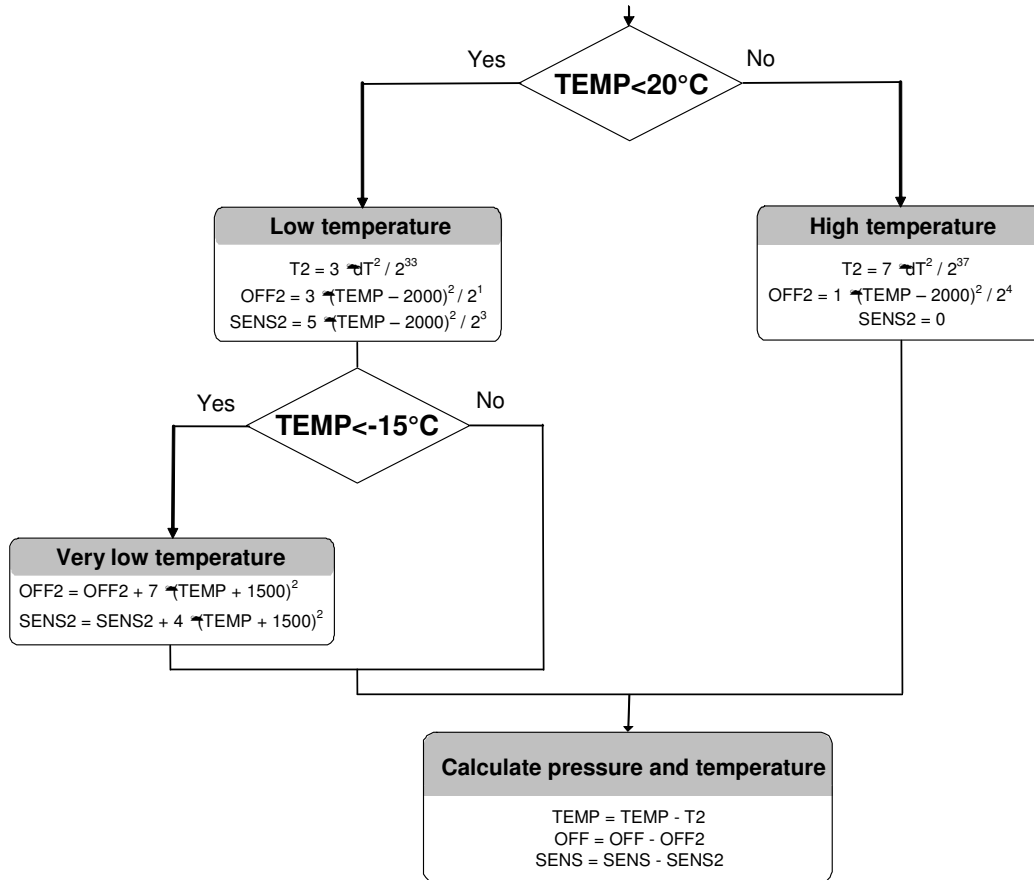 Yes
No
TEMP<20°C
Low temperature
T2 = 3 dT² / 2³³
OFF2 = 3 (TEMP – 2000)² / 2¹
SENS2 = 5 (TEMP – 2000)² / 2³
High temperature
T2 = 7 dT² / 2³⁷
OFF2 = 1 (TEMP – 2000)² / 2⁴
SENS2 = 0
Yes
No
TEMP<-15°C
Very low temperature
OFF2 = OFF2 + 7 (TEMP + 1500)²
SENS2 = SENS2 + 4 (TEMP + 1500)²
Calculate pressure and temperature
TEMP = TEMP - T2
OFF = OFF - OFF2
SENS = SENS - SENS2